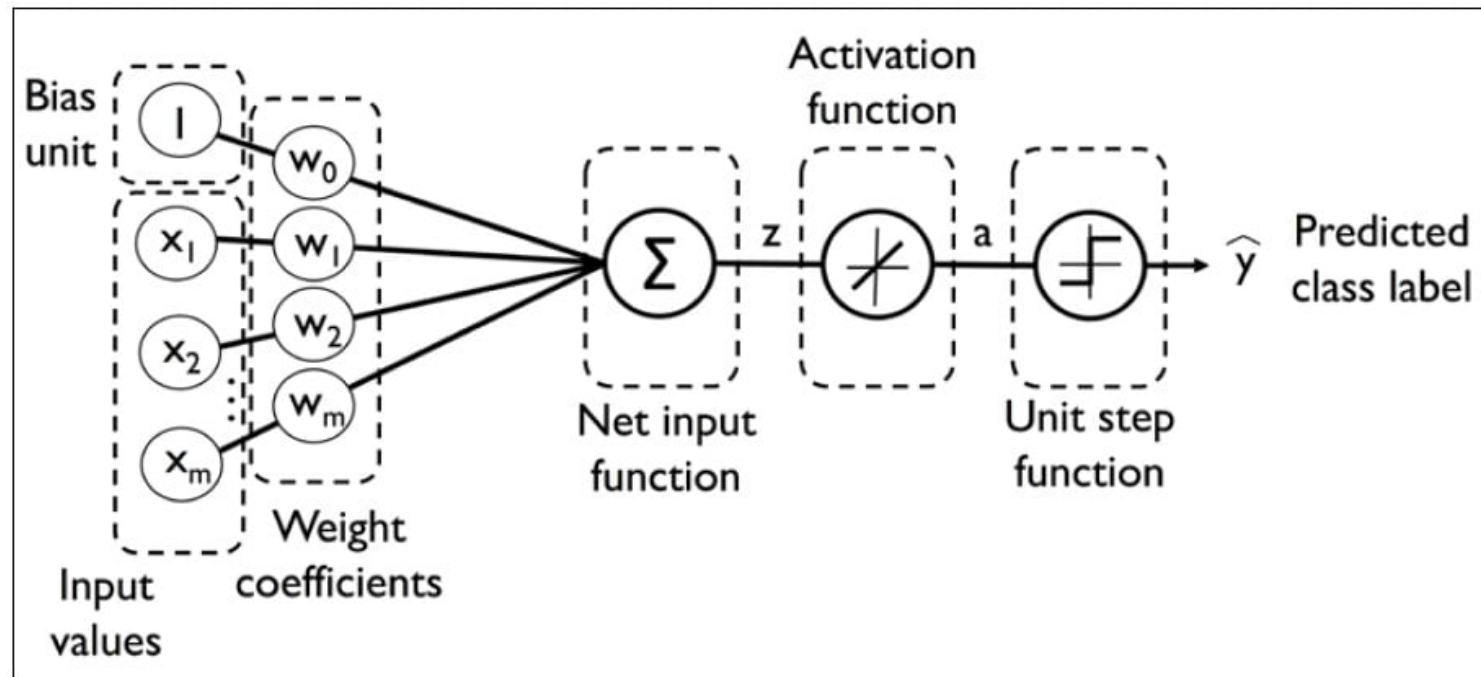 Bias
unit
1
w₀
x₁
w₁
x₂
w₂
⋮
xₘ
wₘ
Input
values
Weight
coefficients
Σ
Net input
function
z
Activation
function
a
Unit step
function
ŷ
Predicted
class label